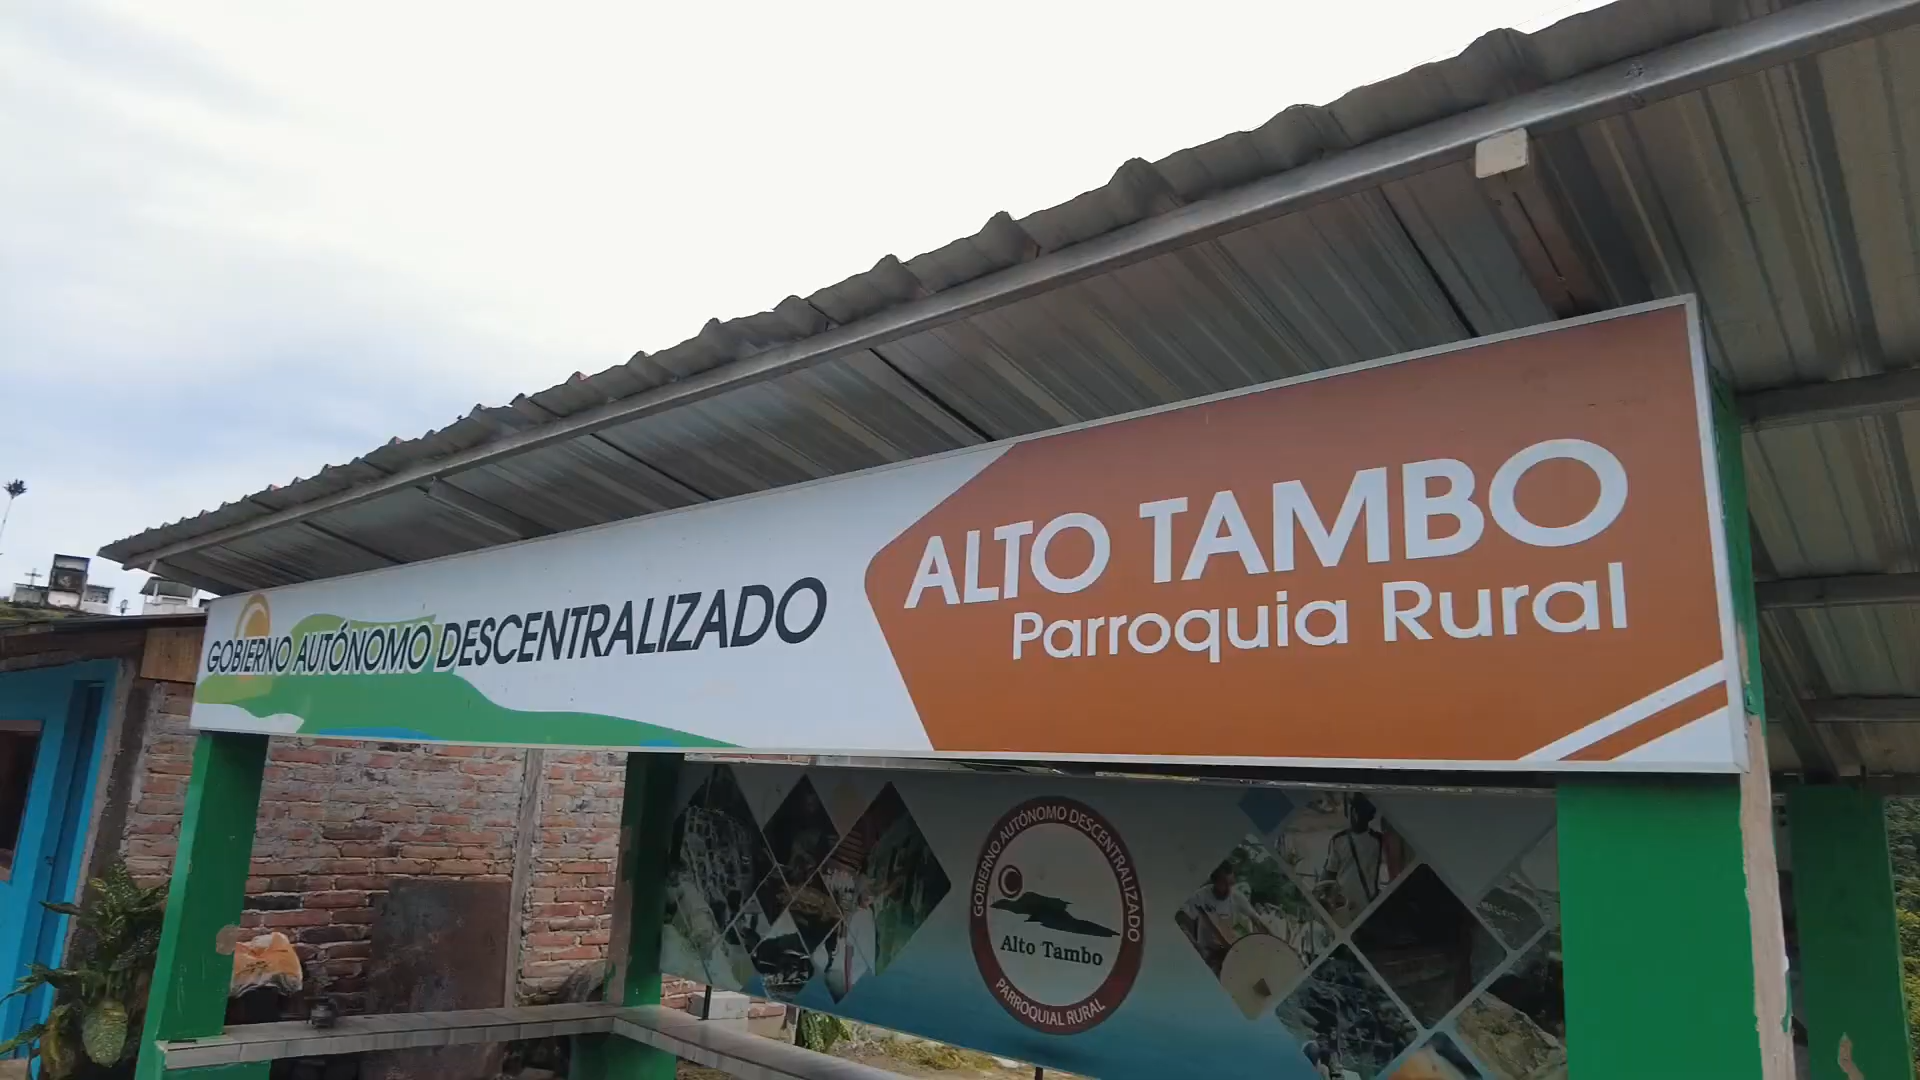 GOBIERNO AUTÓNOMO DESCENTRALIZADO
ALTO TAMBO
Parroquia Rural
GOBIERNO AUTÓNOMO DESCENTRALIZADO
Alto Tambo
PARROQUIAL RURAL